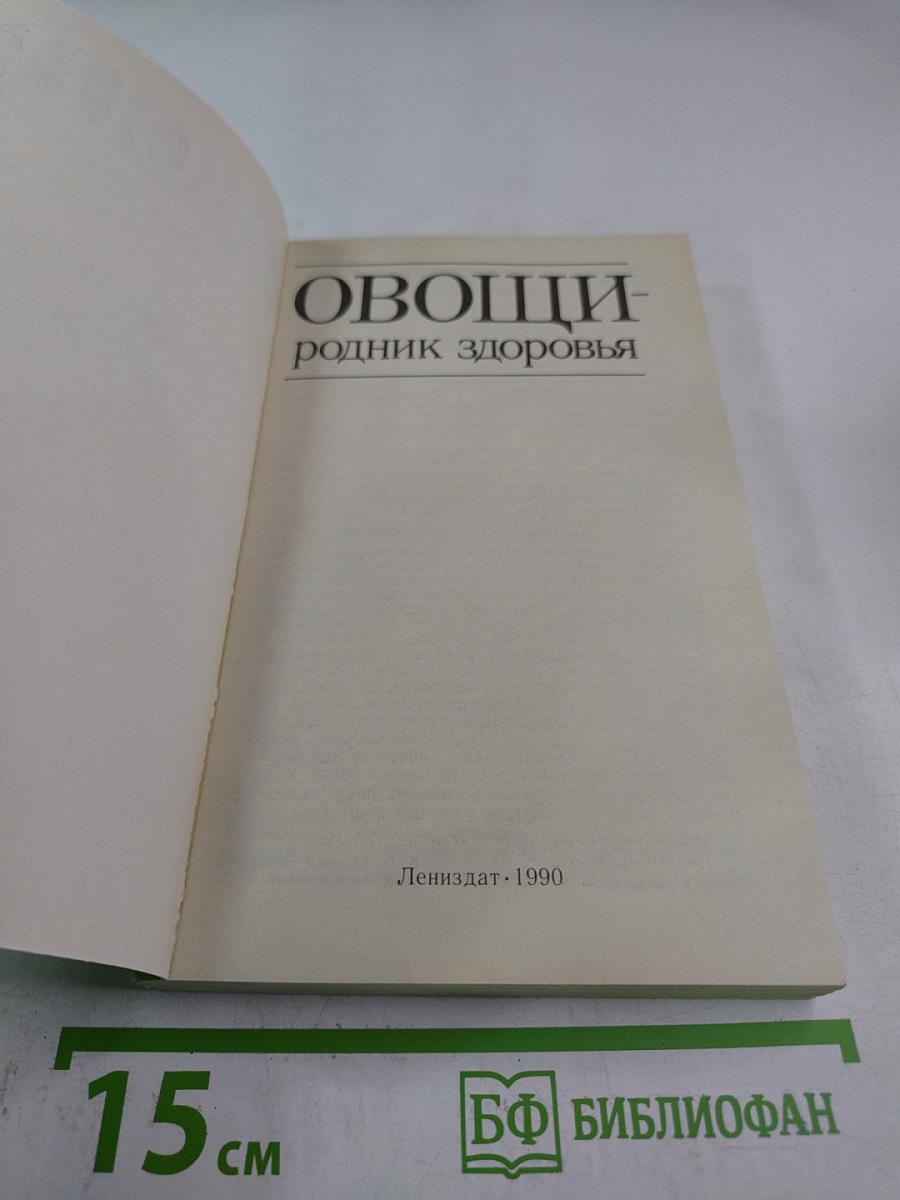 ОВОЩИ-
родник здоровья
Лениздат·1990
15 см
БФ БИБЛИОФАН